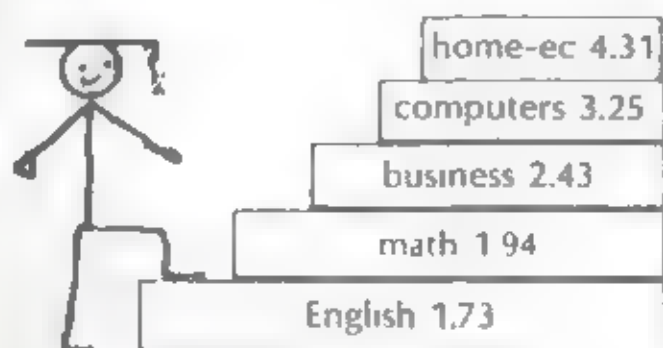 home-ec 4.31
computers 3.25
business 2.43
math 1 94
English 1.73